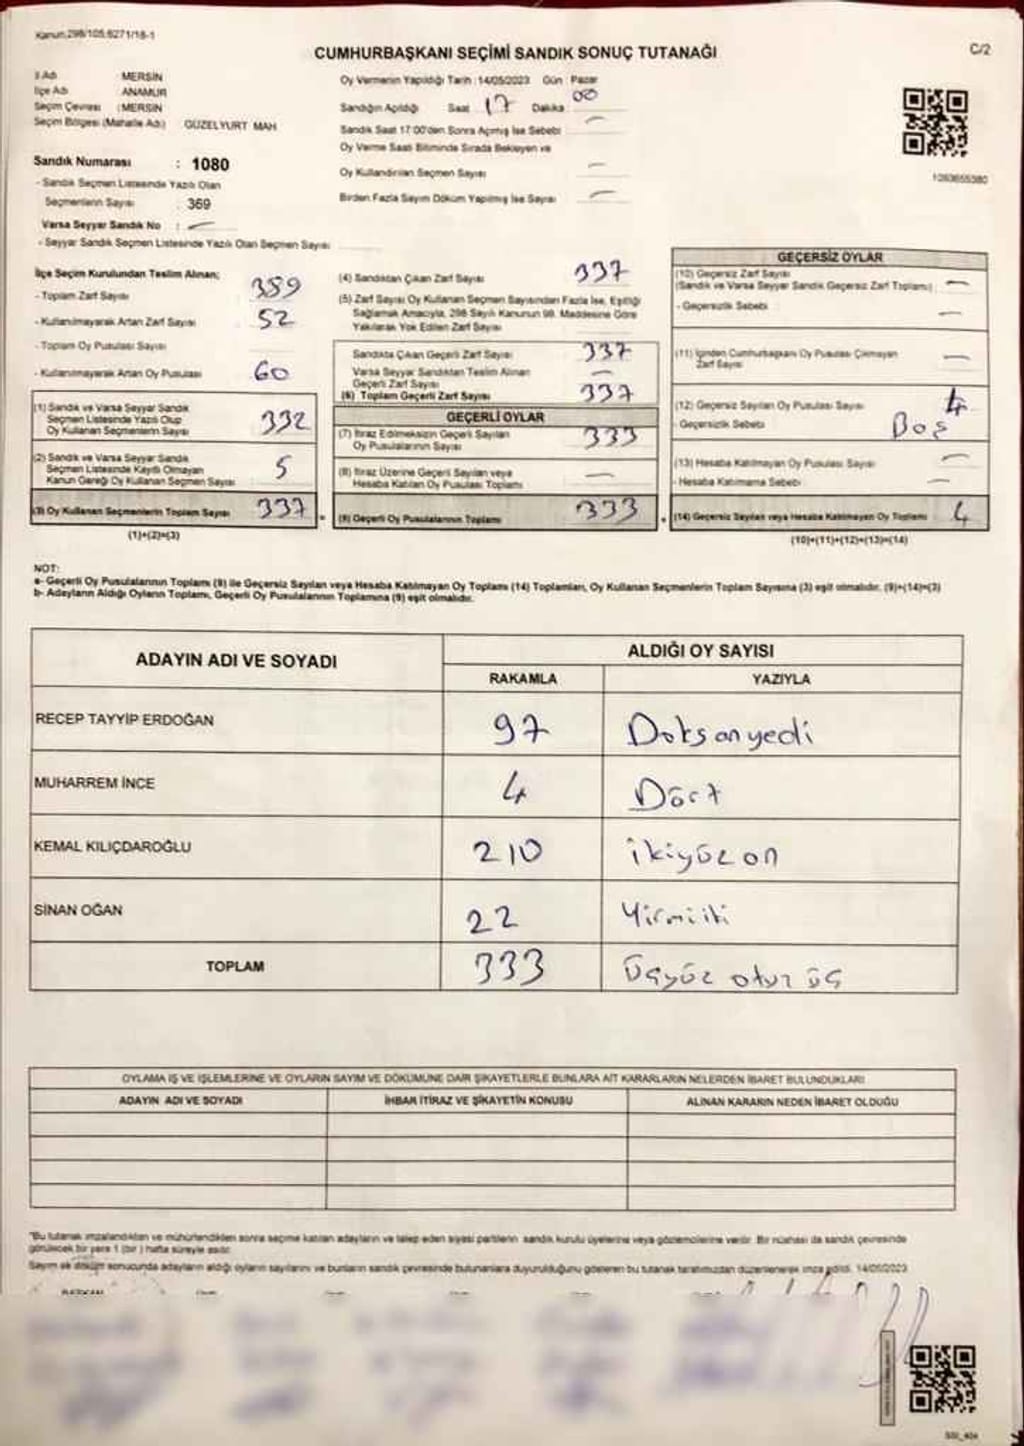 Kanun:298/105,6271/18-1
CUMHURBAŞKANI SEÇİMİ SANDIK SONUÇ TUTANAĞI
C/2
İl Adı : MERSİN
İlçe Adı : ANAMUR
Seçim Çevresi : MERSİN
Seçim Bölgesi (Mahalle Adı) : GÜZELYURT MAH
Sandık Numarası : 1080
- Sandık Seçmen Listesinde Yazılı Olan
Seçmenlerin Sayısı : 369
Varsa Seyyar Sandık No : —
- Seyyar Sandık Seçmen Listesinde Yazılı Olan Seçmen Sayısı
Oy Vermenin Yapıldığı Tarih : 14/05/2023 Gün : Pazar
Sandığın Açıldığı Saat 17 Dakika 00
Sandık Saat 17:00'den Sonra Açılmış İse Sebebi —
Oy Verme Saati Bitiminde Sırada Bekleyen ve
Oy Kullandırılan Seçmen Sayısı —
Birden Fazla Sayım Döküm Yapılmış İse Sayısı —
1093655380
İlçe Seçim Kurulundan Teslim Alınan;
- Toplam Zarf Sayısı 389
- Kullanılmayarak Artan Zarf Sayısı 52
- Toplam Oy Pusulası Sayısı
- Kullanılmayarak Artan Oy Pusulası 60
(1) Sandık ve Varsa Seyyar Sandık
Seçmen Listesinde Yazılı Olup
Oy Kullanan Seçmenlerin Sayısı 332
(2) Sandık ve Varsa Seyyar Sandık
Seçmen Listesinde Kayıtlı Olmayan
Kanun Gereği Oy Kullanan Seçmen Sayısı 5
(3) Oy Kullanan Seçmenlerin Toplam Sayısı 337 =
(1)+(2)=(3)
(4) Sandıktan Çıkan Zarf Sayısı 337
(5) Zarf Sayısı Oy Kullanan Seçmen Sayısından Fazla İse, Eşitliği
Sağlamak Amacıyla, 298 Sayılı Kanunun 98. Maddesine Göre
Yakılarak Yok Edilen Zarf Sayısı
Sandıkta Çıkan Geçerli Zarf Sayısı 337
Varsa Seyyar Sandıktan Teslim Alınan
Geçerli Zarf Sayısı —
(6) Toplam Geçerli Zarf Sayısı 337
GEÇERLİ OYLAR
(7) İtiraz Edilmeksizin Geçerli Sayılan
Oy Pusulalarının Sayısı 333
(8) İtiraz Üzerine Geçerli Sayılan veya
Hesaba Katılan Oy Pusulası Toplamı —
(9) Geçerli Oy Pusulalarının Toplamı 333 +
GEÇERSİZ OYLAR
(10) Geçersiz Zarf Sayısı
(Sandık ve Varsa Seyyar Sandık Geçersiz Zarf Toplamı) : —
- Geçersizlik Sebebi : —
(11) İçinden Cumhurbaşkanı Oy Pusulası Çıkmayan
Zarf Sayısı —
(12) Geçersiz Sayılan Oy Pusulası Sayısı 4
- Geçersizlik Sebebi Boş
(13) Hesaba Katılmayan Oy Pusulası Sayısı —
- Hesaba Katılmama Sebebi —
(14) Geçersiz Sayılan veya Hesaba Katılmayan Oy Toplamı 4
(10)+(11)+(12)+(13)=(14)
NOT:
a- Geçerli Oy Pusulalarının Toplamı (9) ile Geçersiz Sayılan veya Hesaba Katılmayan Oy Toplamı (14) Toplamları, Oy Kullanan Seçmenlerin Toplam Sayısına (3) eşit olmalıdır. (9)+(14)=(3)
b- Adayların Aldığı Oyların Toplamı, Geçerli Oy Pusulalarının Toplamına (9) eşit olmalıdır.
ADAYIN ADI VE SOYADI
ALDIĞI OY SAYISI
RAKAMLA YAZIYLA
RECEP TAYYİP ERDOĞAN 97 Doksanyedi
MUHARREM İNCE 4 Dört
KEMAL KILIÇDAROĞLU 210 ikiyüzon
SİNAN OĞAN 22 Yirmiiki
TOPLAM 333 Üçyüz otuz üç
OYLAMA İŞ VE İŞLEMLERİNE VE OYLARIN SAYIM VE DÖKÜMÜNE DAİR ŞİKAYETLERLE BUNLARA AİT KARARLARIN NELERDEN İBARET BULUNDUKLARI
ADAYIN ADI VE SOYADI İHBAR İTİRAZ VE ŞİKAYETİN KONUSU ALINAN KARARIN NEDEN İBARET OLDUĞU
"Bu tutanak imzalandıktan ve mühürlendikten sonra seçime katılan adayların ve talep eden siyasi partilerin sandık kurulu üyelerine veya gözlemcilerine verilir. Bir nüshası da sandık çevresinde
görülecek bir yere 1 (bir) hafta süreyle asılır.
Sayım ek döküm sonucunda adayların aldığı oyların sayılarını ve bunların sandık çevresinde bulunanlara duyurulduğunu gösteren bu tutanak tarafımızdan düzenlenerek imza edildi. 14/05/2023